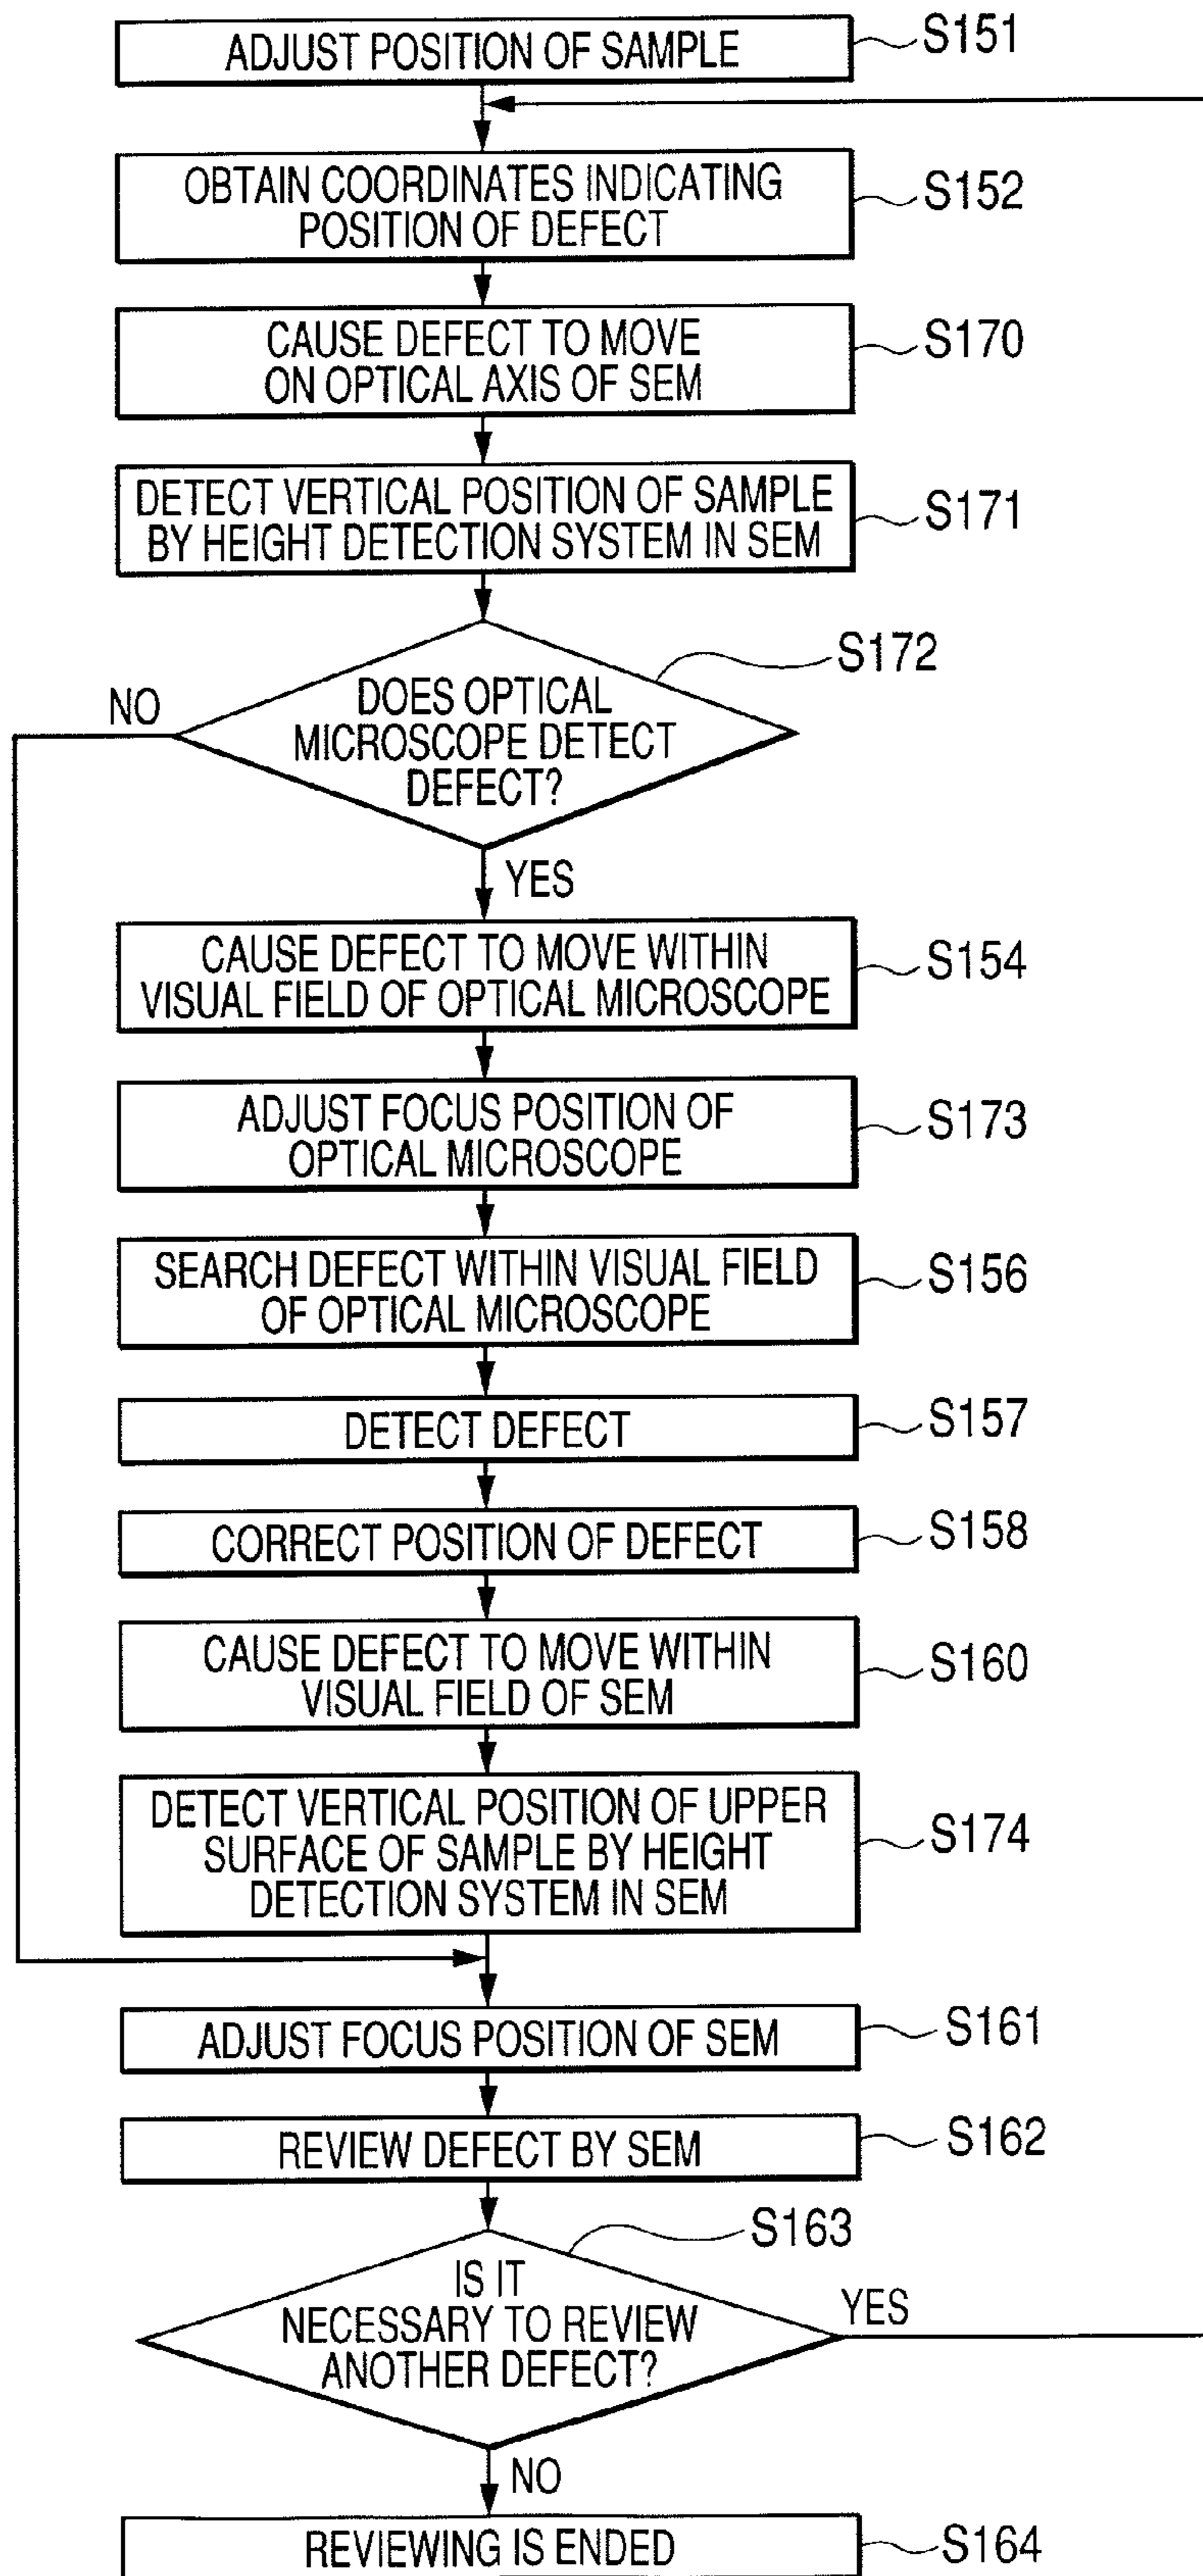 ADJUST POSITION OF SAMPLE
S151
OBTAIN COORDINATES INDICATING
POSITION OF DEFECT
S152
CAUSE DEFECT TO MOVE
ON OPTICAL AXIS OF SEM
S170
DETECT VERTICAL POSITION OF SAMPLE
BY HEIGHT DETECTION SYSTEM IN SEM
S171
S172
NO
DOES OPTICAL
MICROSCOPE DETECT
DEFECT?
YES
CAUSE DEFECT TO MOVE WITHIN
VISUAL FIELD OF OPTICAL MICROSCOPE
S154
ADJUST FOCUS POSITION OF
OPTICAL MICROSCOPE
S173
SEARCH DEFECT WITHIN VISUAL FIELD
OF OPTICAL MICROSCOPE
S156
DETECT DEFECT
S157
CORRECT POSITION OF DEFECT
S158
CAUSE DEFECT TO MOVE WITHIN
VISUAL FIELD OF SEM
S160
DETECT VERTICAL POSITION OF UPPER
SURFACE OF SAMPLE BY HEIGHT
DETECTION SYSTEM IN SEM
S174
ADJUST FOCUS POSITION OF SEM
S161
REVIEW DEFECT BY SEM
S162
S163
IS IT
NECESSARY TO REVIEW
ANOTHER DEFECT?
YES
NO
REVIEWING IS ENDED
S164